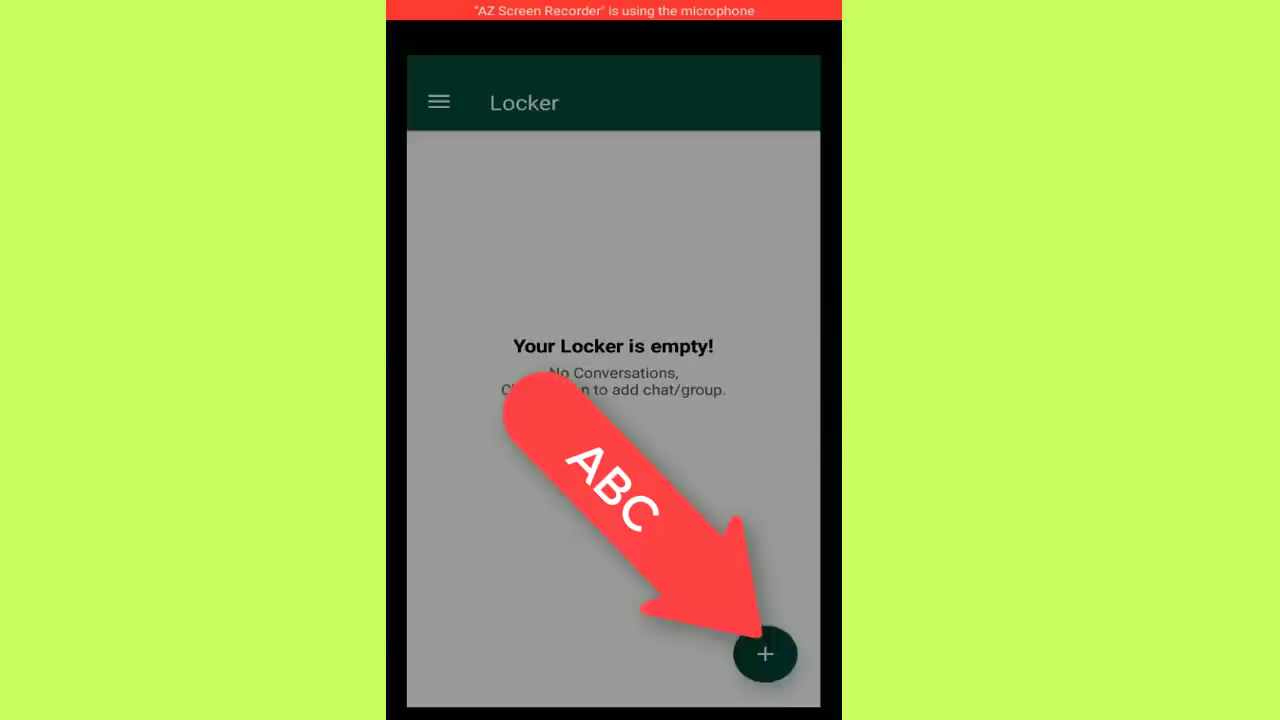 "AZ Screen Recorder" is using the microphone
Locker
Your Locker is empty!
No Conversations,
to add chat/group.
ABC